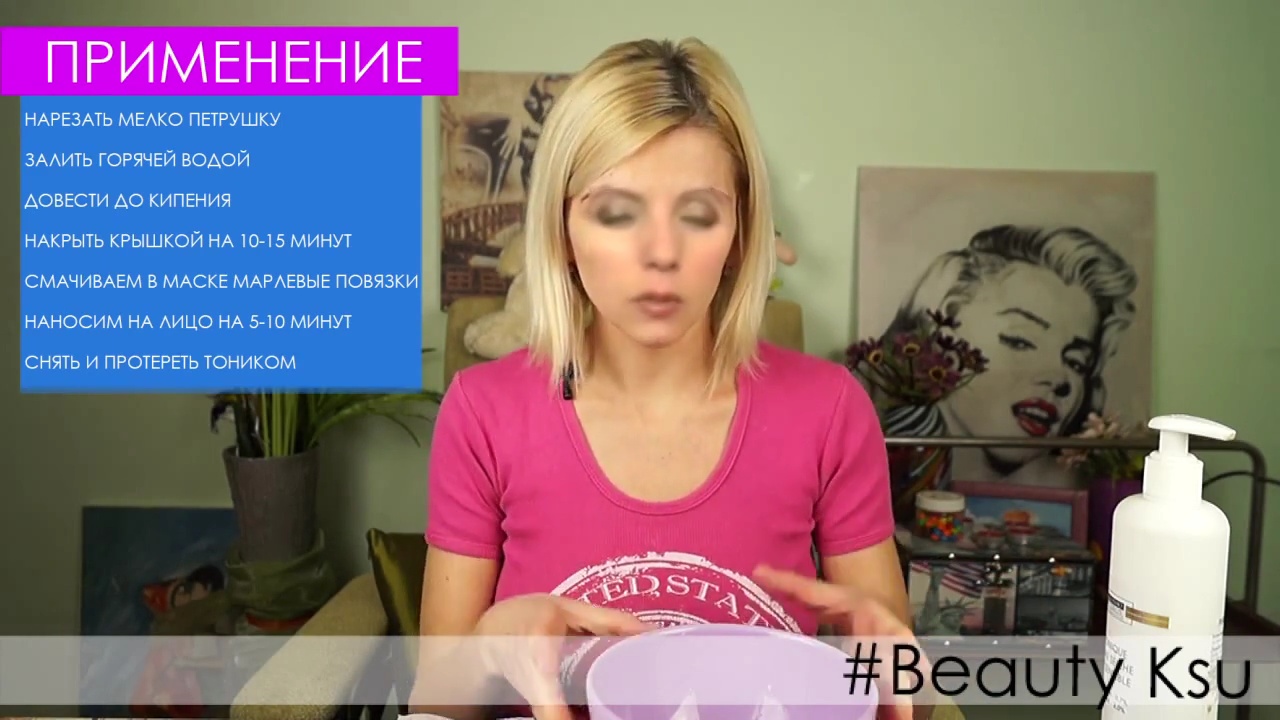 ПРИМЕНЕНИЕ
НАРЕЗАТЬ МЕЛКО ПЕТРУШКУ
ЗАЛИТЬ ГОРЯЧЕЙ ВОДОЙ
ДОВЕСТИ ДО КИПЕНИЯ
НАКРЫТЬ КРЫШКОЙ НА 10-15 МИНУТ
СМАЧИВАЕМ В МАСКЕ МАРЛЕВЫЕ ПОВЯЗКИ
НАНОСИМ НА ЛИЦО НА 5-10 МИНУТ
СНЯТЬ И ПРОТЕРЕТЬ ТОНИКОМ
#Beauty Ksu